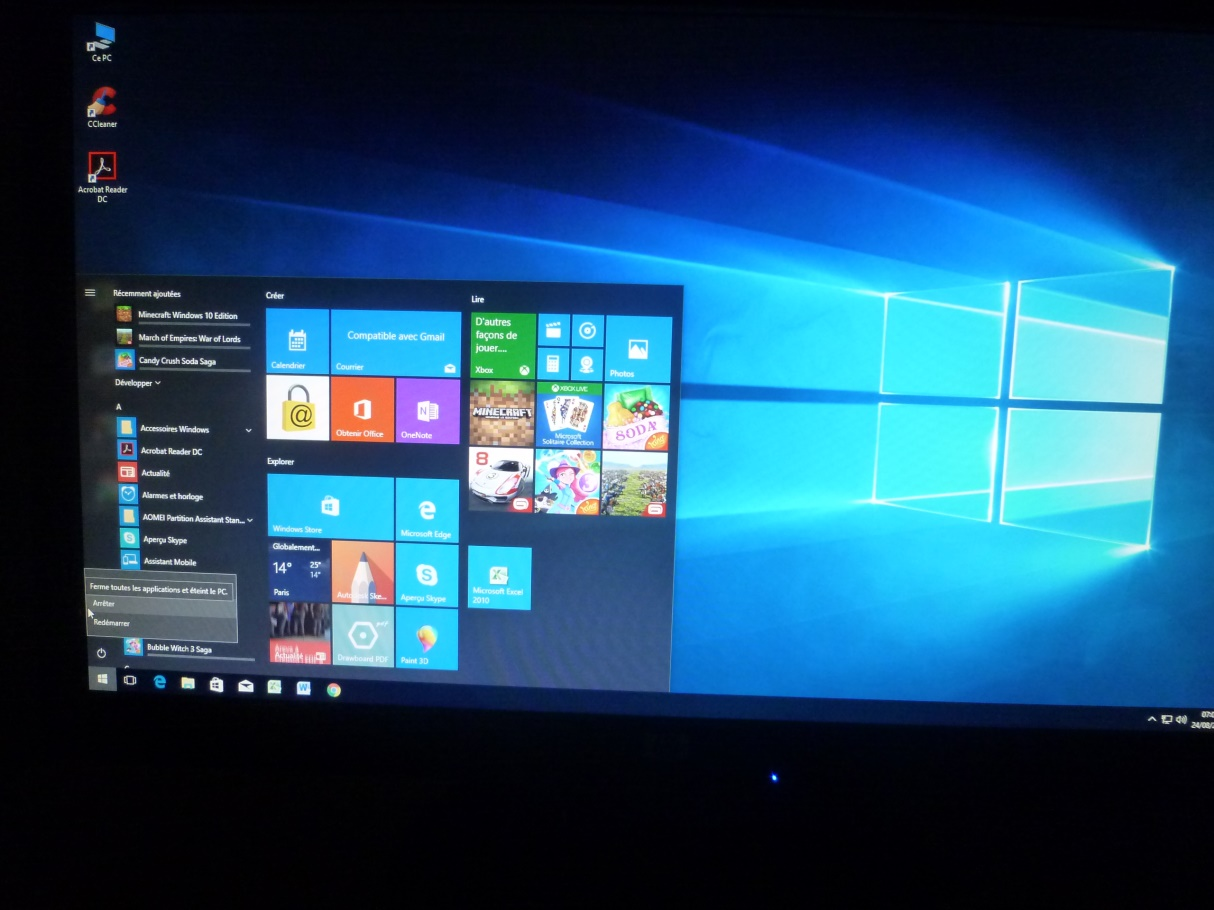 Ce PC
CCleaner
Acrobat Reader
DC
Récemment ajoutées
Minecraft: Windows 10 Edition
March of Empires: War of Lords
Candy Crush Soda Saga
Développer
A
Accessoires Windows
Acrobat Reader DC
Actualité
Alarmes et horloge
AOMEI Partition Assistant Stan...
Aperçu Skype
Assistant Mobile
Ferme toutes les applications et éteint le PC.
Arrêter
Redémarrer
Bubble Witch 3 Saga
Créer
Calendrier
Compatible avec Gmail
Courrier
@
Obtenir Office
N
OneNote
Explorer
Windows Store
Microsoft Edge
Globalement...
14°
25°
14°
Paris
Aperçu Skype
Actualité
Drawboard PDF
Paint 3D
Lire
D'autres
façons de
jouer....
Xbox
Photos
MINECRAFT
XBOX LIVE
Microsoft
Solitaire Collection
SODA
King
8
King
Microsoft Excel
2010